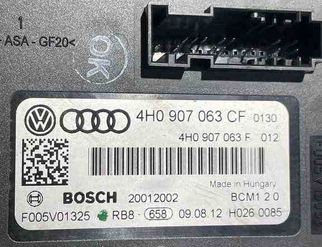 1
-ASA-GF20<
OK
4H0 907 063 CF 0130
4H0 907 063 F 012
Made in Hungary
BOSCH 20012002 BCM1 2.0
F005V01325 RB8- 658 09.08.12 H026 0085